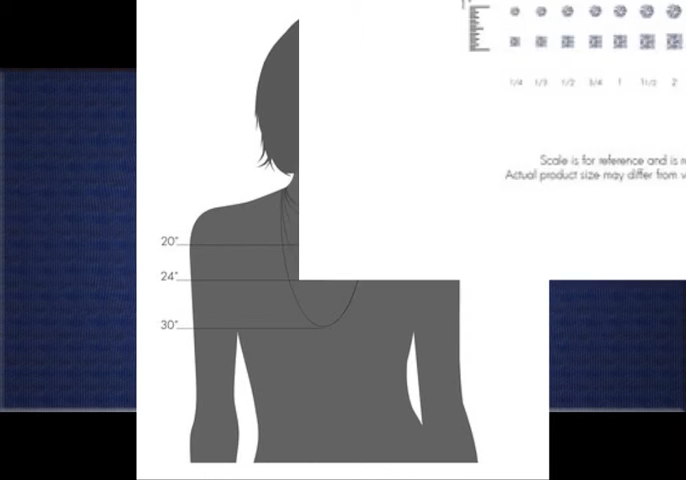 1/4 1/3 1/2 3/4 1 1 1/2 2
Scale is for reference and is
Actual product size may differ from
20"
24"
30"